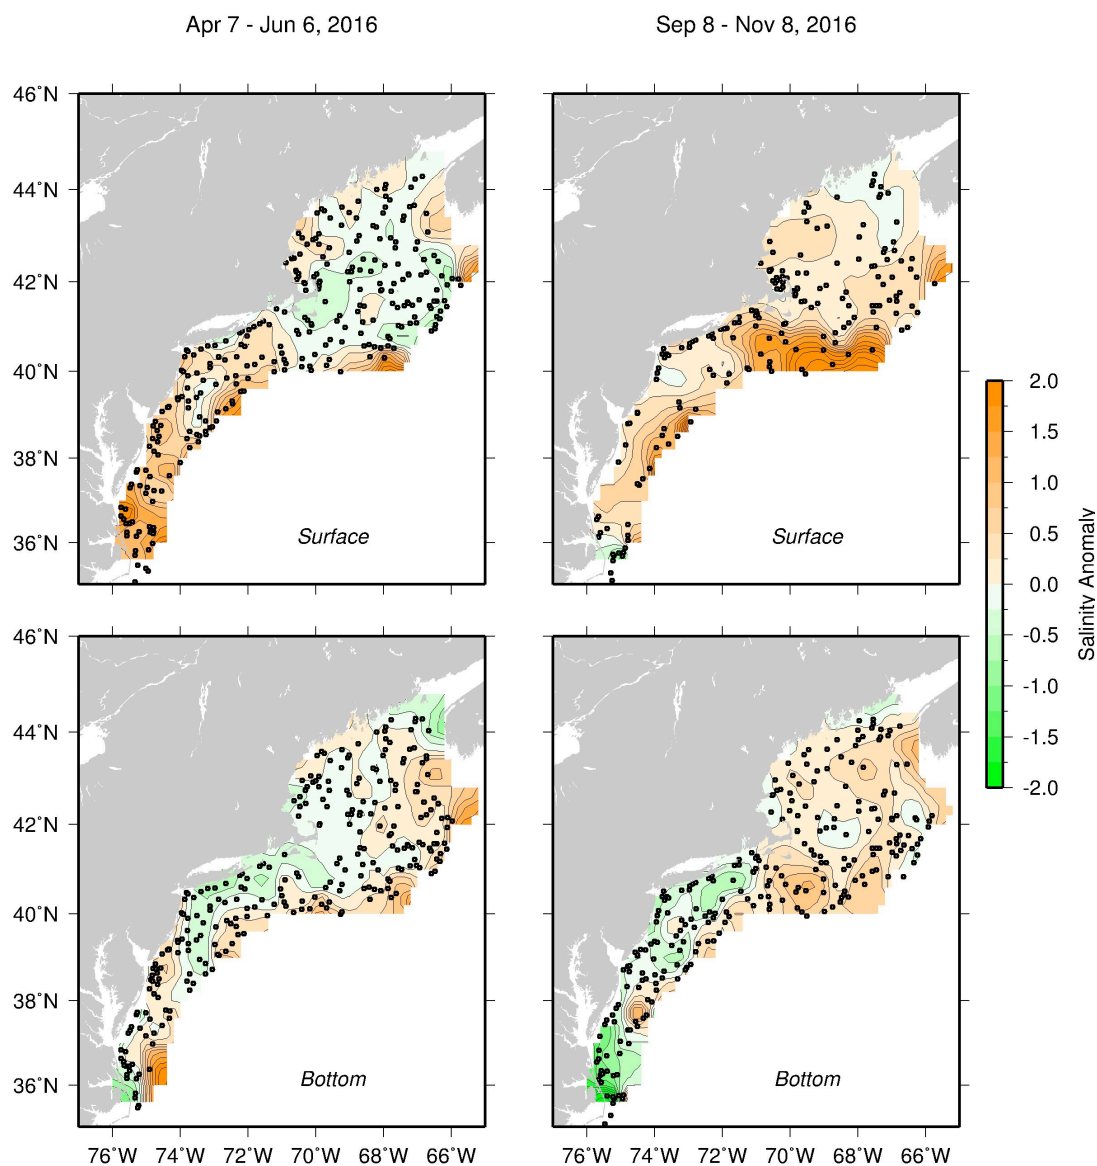 Apr 7 - Jun 6, 2016
Sep 8 - Nov 8, 2016
46˚N
44˚N
42˚N
40˚N
38˚N
36˚N
Surface
Surface
2.0
1.5
1.0
0.5
0.0
-0.5
-1.0
-1.5
-2.0
Salinity Anomaly
46˚N
44˚N
42˚N
40˚N
38˚N
36˚N
Bottom
Bottom
76˚W 74˚W 72˚W 70˚W 68˚W 66˚W
76˚W 74˚W 72˚W 70˚W 68˚W 66˚W